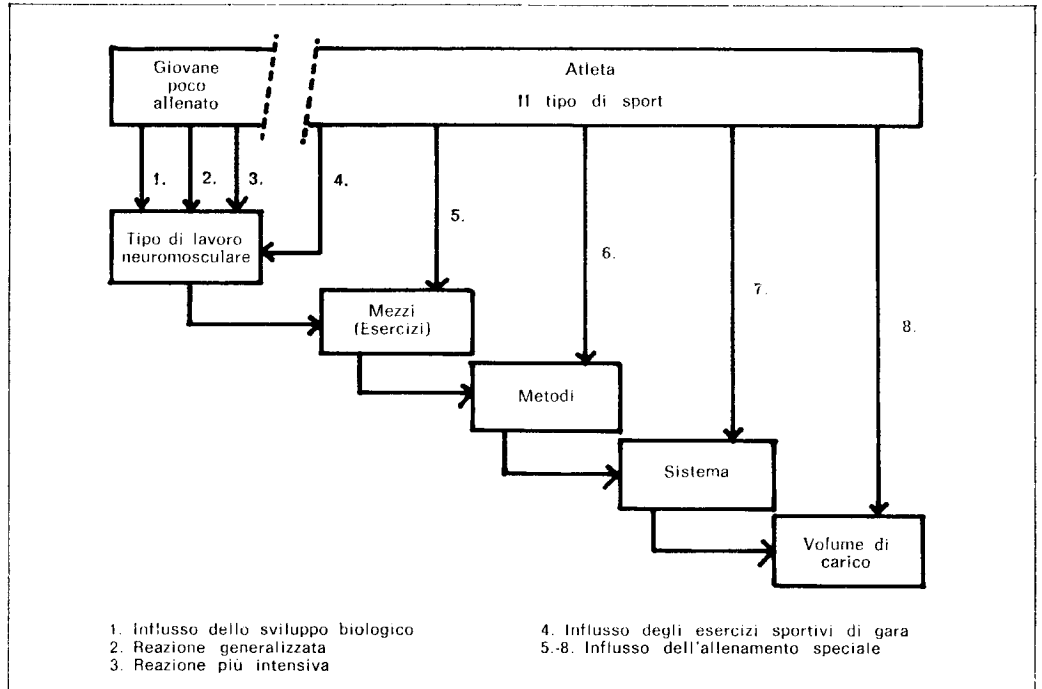 Giovane
poco
allenato
Atleta
Il tipo di sport
1.
2.
3.
4.
5.
6.
7.
8.
Tipo di lavoro
neuromosculare
Mezzi
(Esercizi)
Metodi
Sistema
Volume di
carico
1. Influsso dello sviluppo biologico
2. Reazione generalizzata
3. Reazione più intensiva
4. Influsso degli esercizi sportivi di gara
5.-8. Influsso dell'allenamento speciale